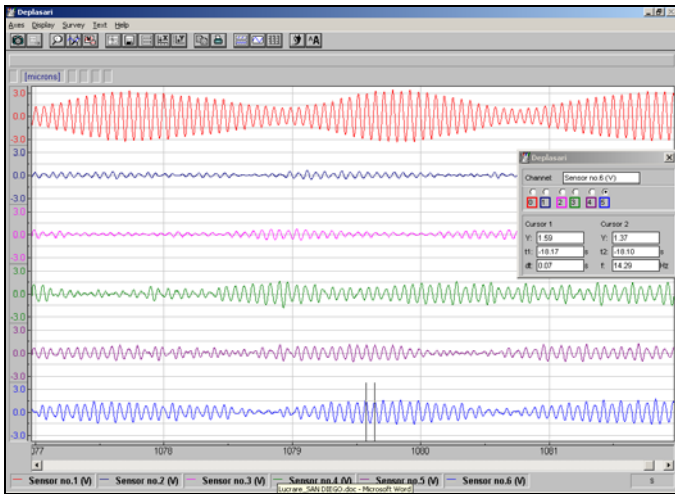 Deplasari
Axes Display Survey Text Help
[microns]
3.0
0.0
3.0
0.0
-3.0
3.0
0.0
-3.0
3.0
0.0
-3.0
3.0
0.0
-3.0
3.0
0.0
-3.0
Deplasari
Channel: Sensor no.6 (V)
0 1 2 3 4 5
Cursor 1 Cursor 2
Y: 1.59 Y: 1.37
t1: -18.17 s t2: -18.10 s
dt: 0.07 s f: 14.29 Hz
1078 1079 1080 1081
Sensor no.1 (V) Sensor no.2 (V) Sensor no.3 (V) Sensor no.4 (V) Sensor no.5 (V) Sensor no.6 (V) s
Lucrare_SAN DIEGO.doc - Microsoft Word